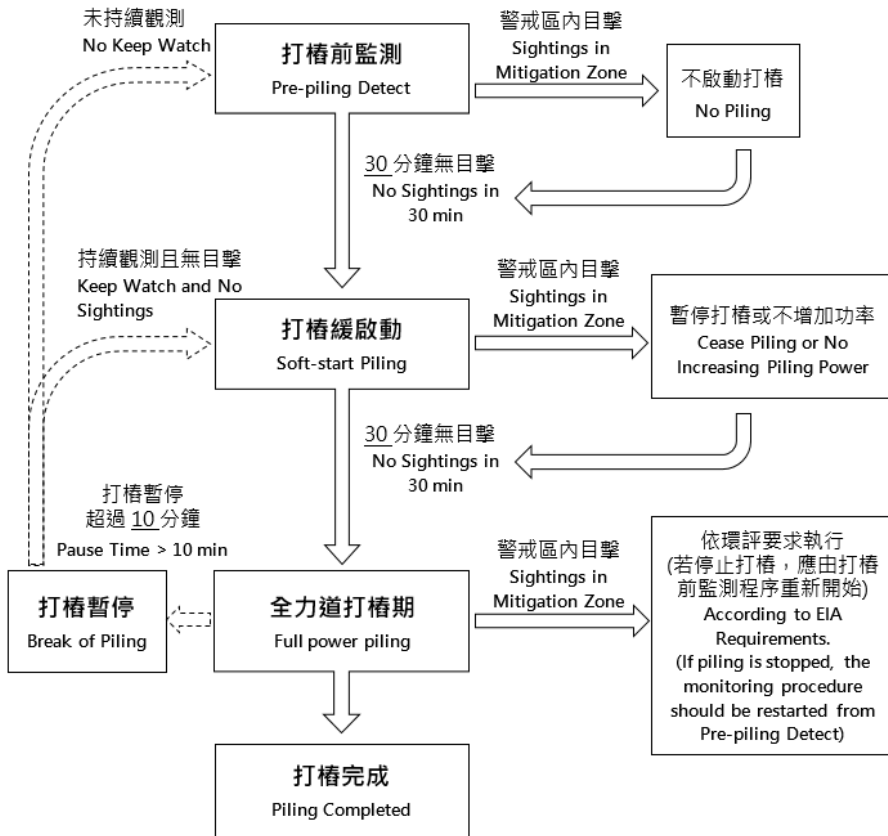 未持續觀測
No Keep Watch
打樁前監測
Pre-piling Detect
警戒區內目擊
Sightings in
Mitigation Zone
不啟動打樁
No Piling
30 分鐘無目擊
No Sightings in
30 min
持續觀測且無目擊
Keep Watch and No
Sightings
打樁緩啟動
Soft-start Piling
警戒區內目擊
Sightings in
Mitigation Zone
暫停打樁或不增加功率
Cease Piling or No
Increasing Piling Power
30 分鐘無目擊
No Sightings in
30 min
打樁暫停
超過 10 分鐘
Pause Time > 10 min
打樁暫停
Break of Piling
全力道打樁期
Full power piling
警戒區內目擊
Sightings in
Mitigation Zone
依環評要求執行
(若停止打樁，應由打樁
前監測程序重新開始)
According to EIA
Requirements.
(If piling is stopped, the
monitoring procedure
should be restarted from
Pre-piling Detect)
打樁完成
Piling Completed